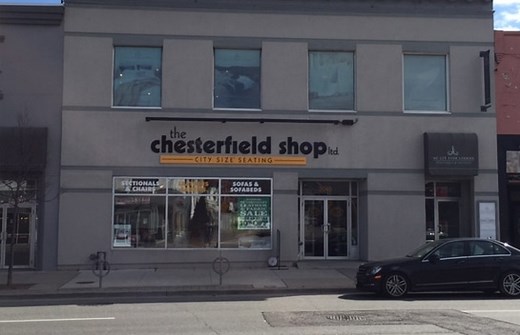 the
chesterfield shop ltd.
CITY SIZE SEATING
SECTIONALS
& CHAIRS
SOFAS &
SOFABEDS
SALE